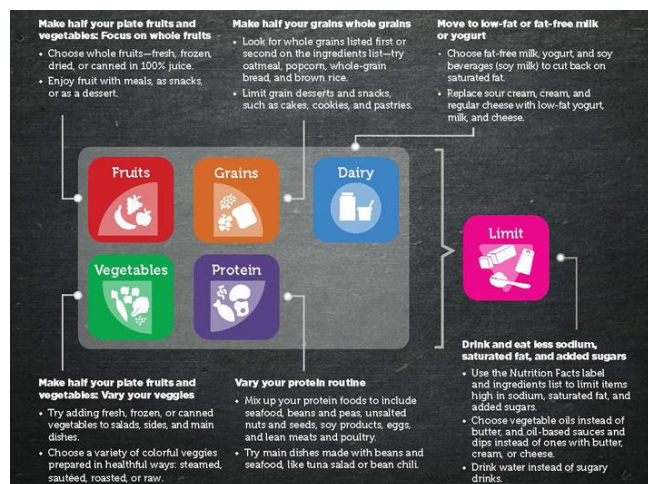 Make half your plate fruits and
vegetables: Focus on whole fruits
• Choose whole fruits—fresh, frozen,
dried, or canned in 100% juice.
• Enjoy fruit with meals, as snacks,
or as a dessert.
Make half your grains whole grains
• Look for whole grains listed first or
second on the ingredients list—try
oatmeal, popcorn, whole-grain
bread, and brown rice.
• Limit grain desserts and snacks,
such as cakes, cookies, and pastries.
Move to low-fat or fat-free milk
or yogurt
• Choose fat-free milk, yogurt, and soy
beverages (soy milk) to cut back on
saturated fat.
• Replace sour cream, cream, and
regular cheese with low-fat yogurt,
milk, and cheese.
Fruits
Grains
Dairy
Limit
Vegetables
Protein
Make half your plate fruits and
vegetables: Vary your veggies
• Try adding fresh, frozen, or canned
vegetables to salads, sides, and main
dishes.
• Choose a variety of colorful veggies
prepared in healthful ways: steamed,
sautéed, roasted, or raw.
Vary your protein routine
• Mix up your protein foods to include
seafood, beans and peas, unsalted
nuts and seeds, soy products, eggs,
and lean meats and poultry.
• Try main dishes made with beans and
seafood, like tuna salad or bean chili.
Drink and eat less sodium,
saturated fat, and added sugars
• Use the Nutrition Facts label
and ingredients list to limit items
high in sodium, saturated fat, and
added sugars.
• Choose vegetable oils instead of
butter, and oil-based sauces and
dips instead of ones with butter,
cream, or cheese.
• Drink water instead of sugary
drinks.